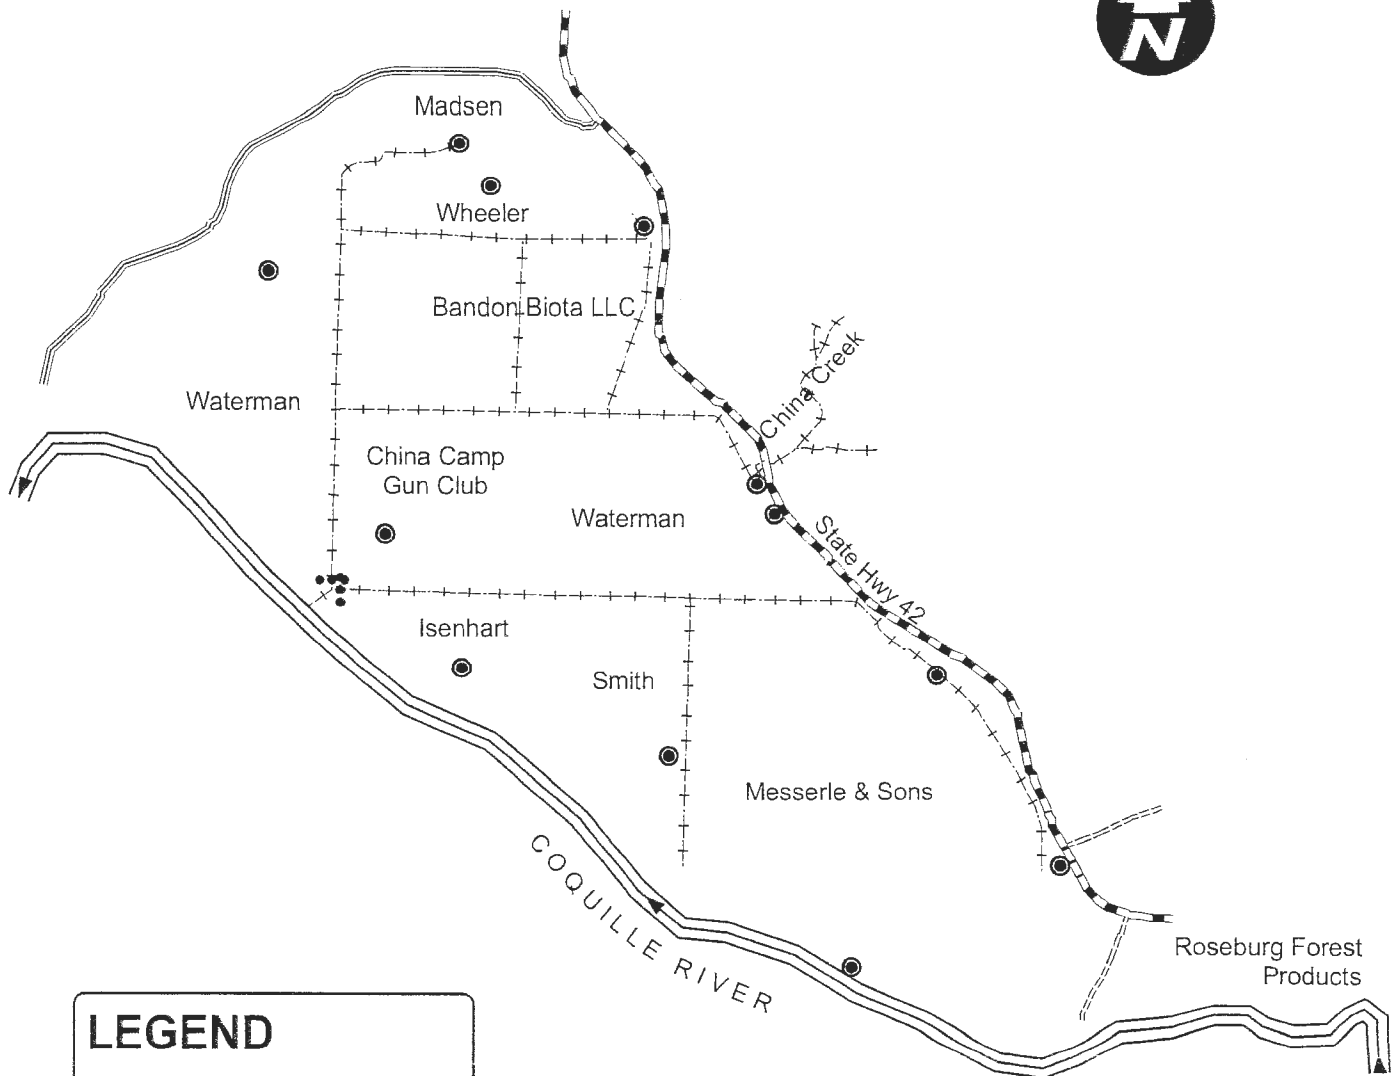 N
Madsen
Wheeler
Bandon Biota LLC
China Creek
Waterman
China Camp
Gun Club
Waterman
State Hwy 42
Isenhart
Smith
Messerle & Sons
COQUILLE RIVER
Roseburg Forest
Products
LEGEND